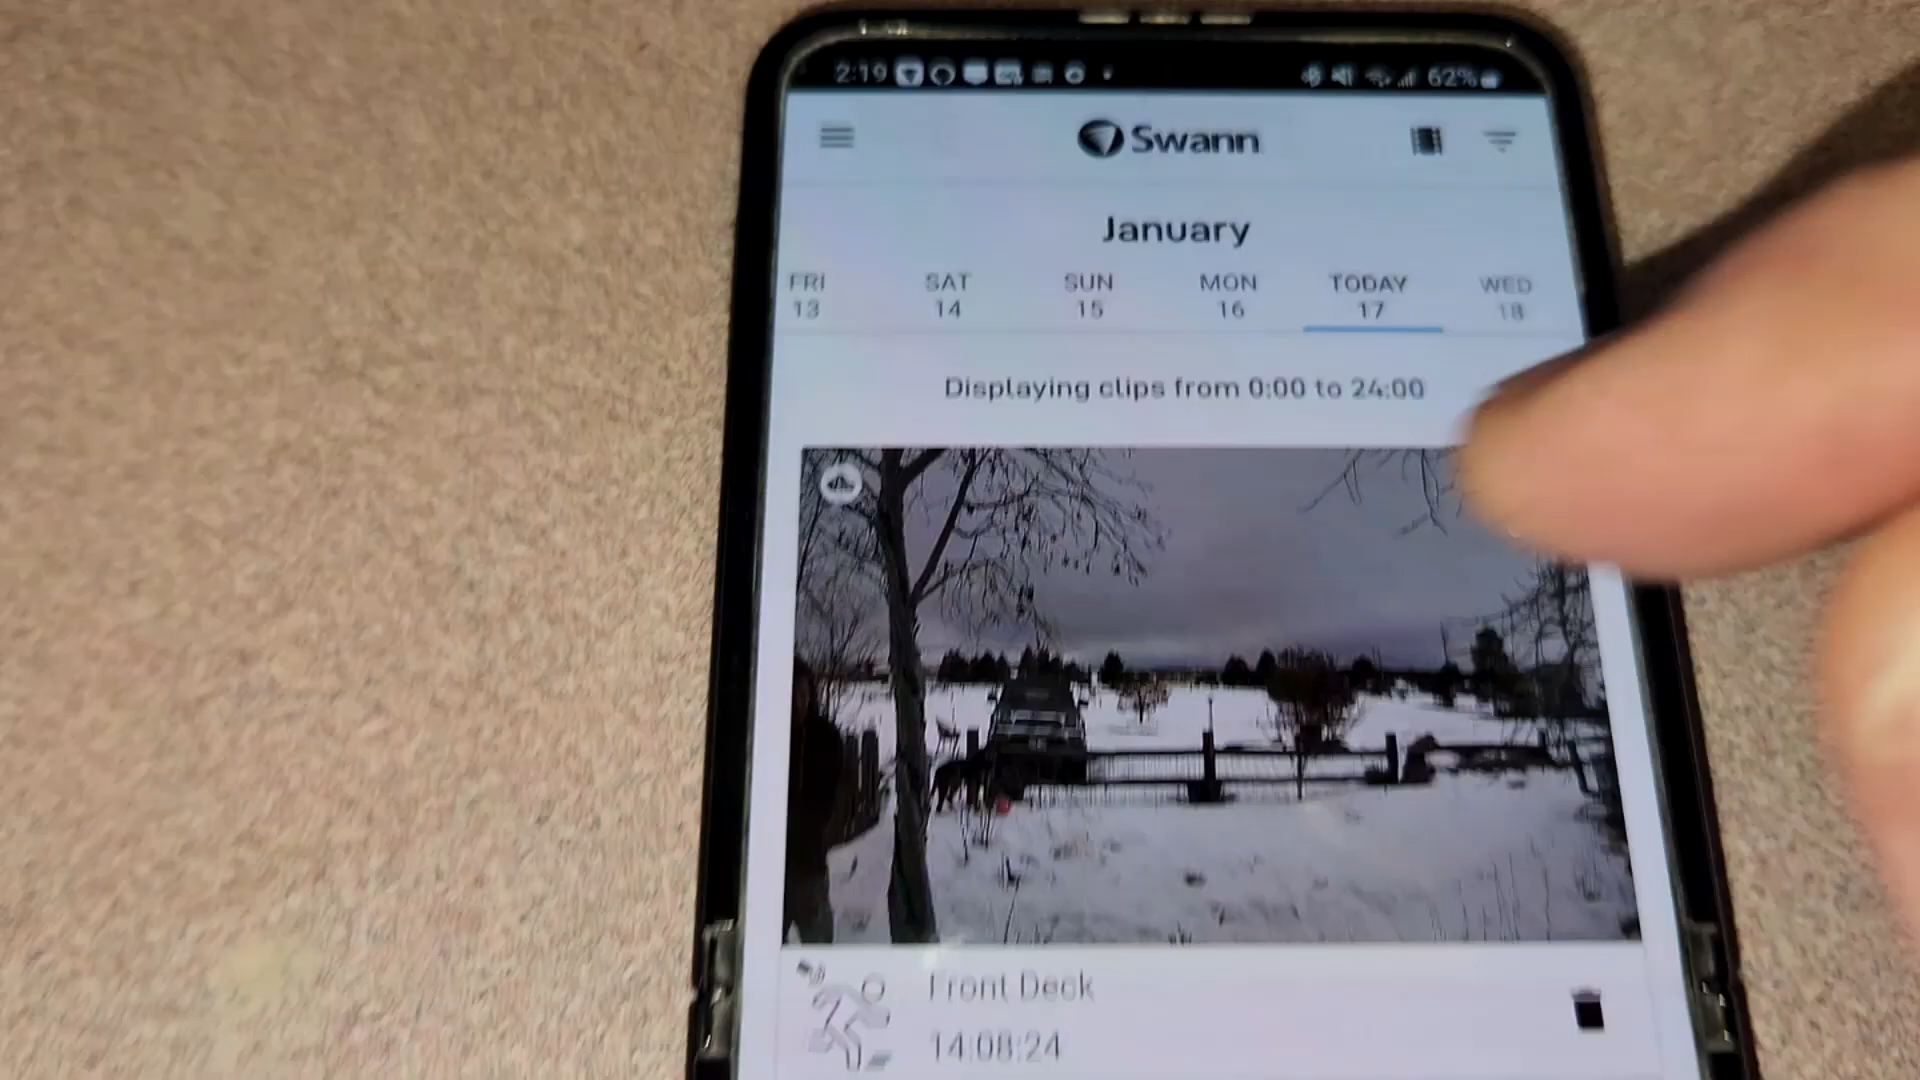 2:19 62%
Swann
January
FRI SAT SUN MON TODAY WED
13 14 15 16 17 18
Displaying clips from 0:00 to 24:00
Front Deck
14:08:24